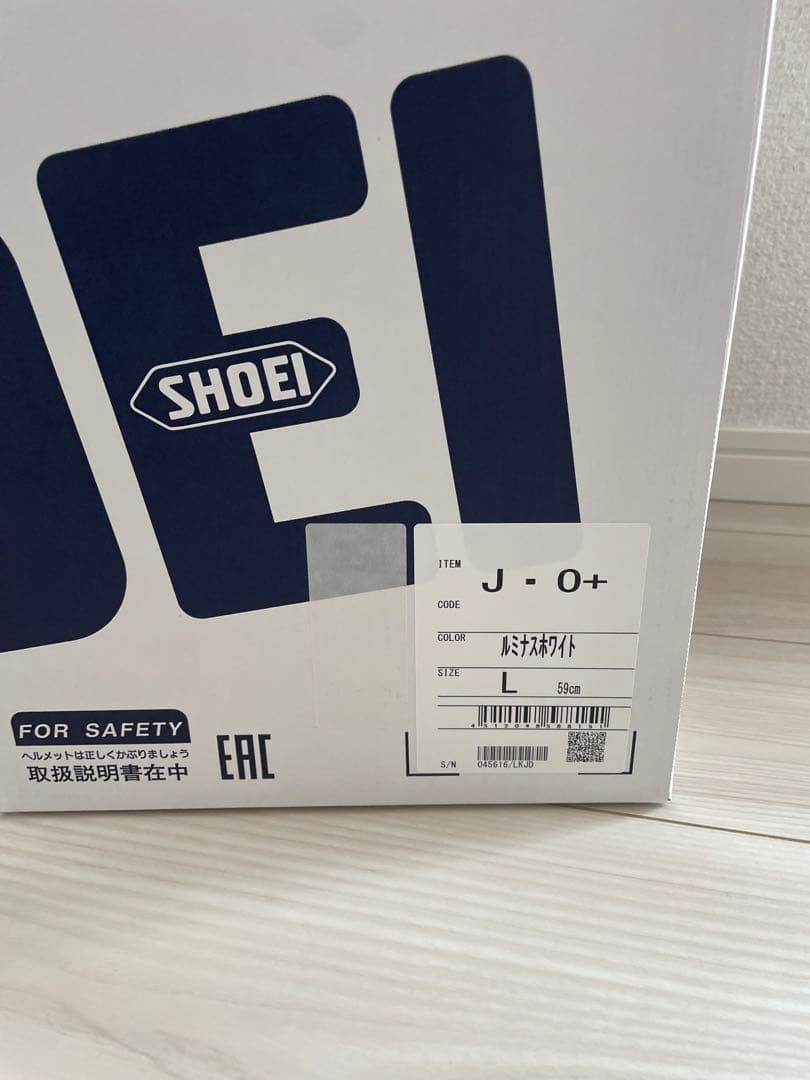 EI
SHOEI
ITEM J - O+
CODE
COLOR ルミナスホワイト
SIZE L 59cm
4512048588151
S/N 045616/LKJD
FOR SAFETY
ヘルメットは正しくかぶりましょう
取扱説明書在中
EAC